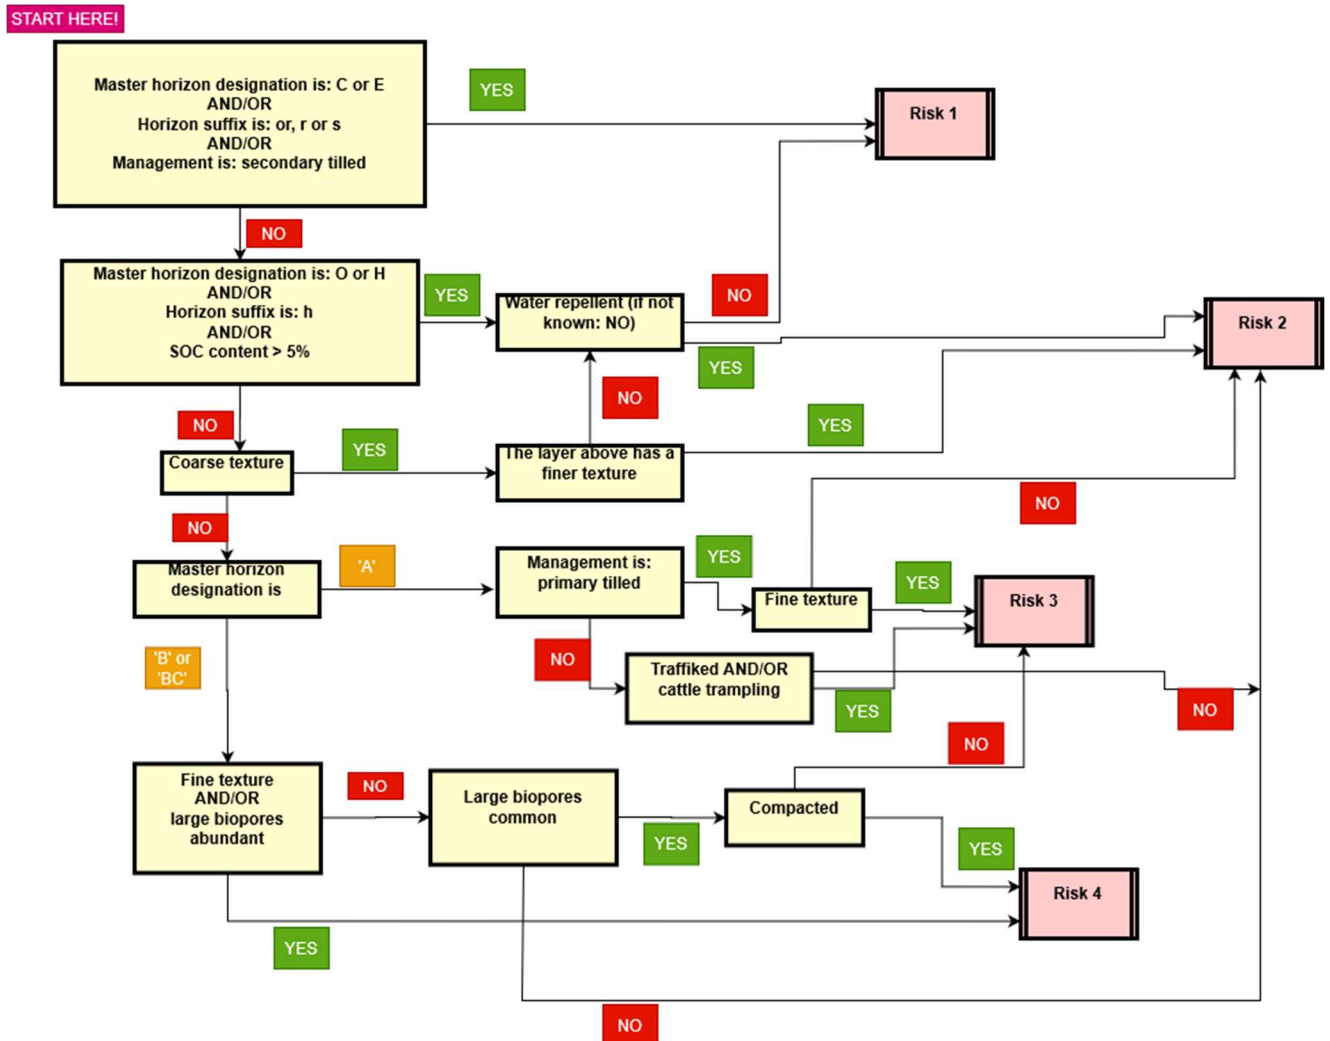 START HERE!
Master horizon designation is: C or E
AND/OR
Horizon suffix is: or, r or s
AND/OR
Management is: secondary tilled
YES
Risk 1
NO
Master horizon designation is: O or H
AND/OR
Horizon suffix is: h
AND/OR
SOC content > 5%
YES
Water repellent (if not
known: NO)
NO
YES
Risk 2
NO
Coarse texture
YES
NO
The layer above has a
finer texture
YES
NO
Master horizon
designation is
'A'
Management is:
primary tilled
YES
Fine texture
NO
YES
Risk 3
NO
Traffiked AND/OR
cattle trampling
YES
NO
'B' or
'BC'
Fine texture
AND/OR
large biopores
abundant
NO
Large biopores
common
YES
Compacted
NO
YES
Risk 4
YES
NO